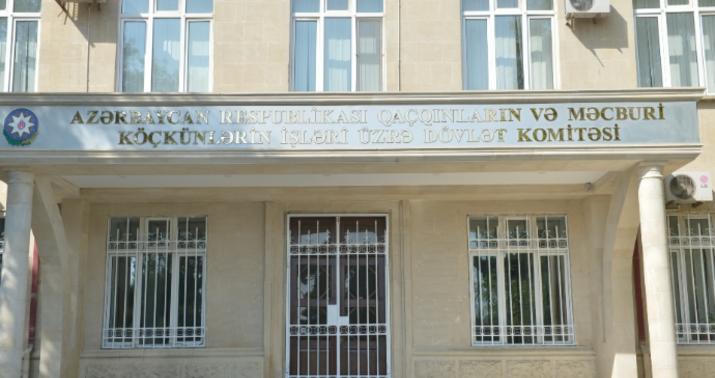 AZƏRBAYCAN RESPUBLİKASI QAÇQINLARIN VƏ MƏCBURİ
KÖÇKÜNLƏRİN İŞLƏRİ ÜZRƏ DÖVLƏT KOMİTƏSİ